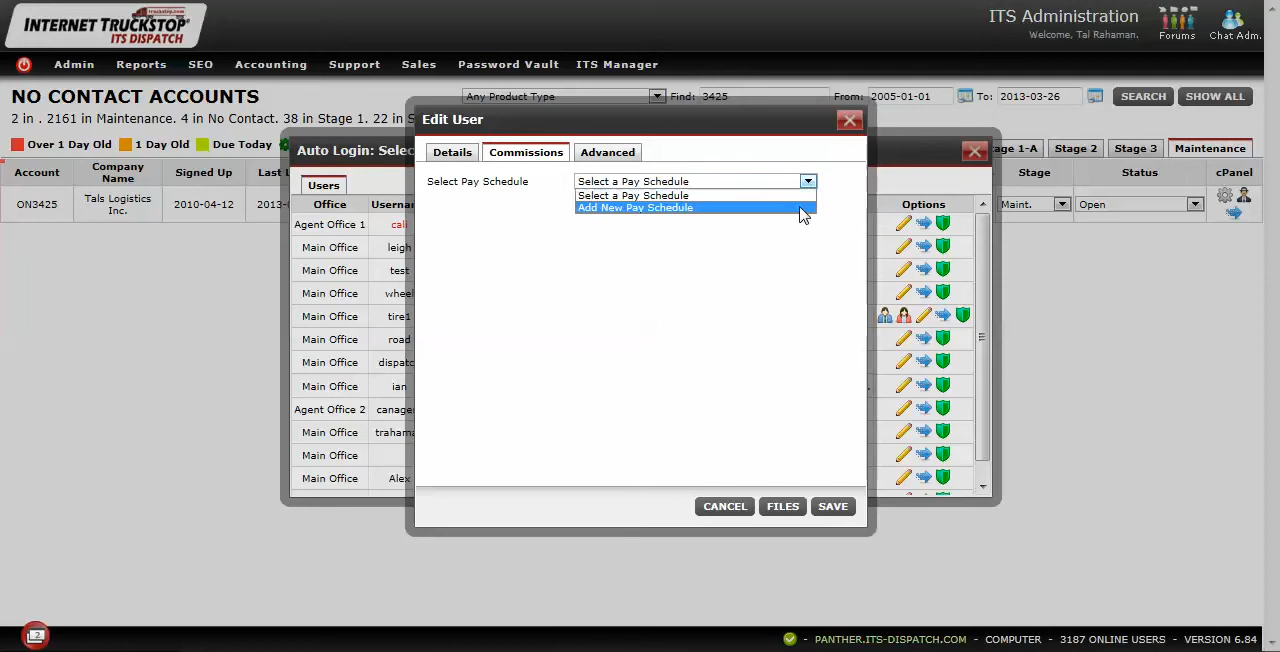 INTERNET TRUCKSTOP
truckstop.com
ITS DISPATCH
ITS Administration
Welcome, Tal Rahaman.
Forums
Chat Adm.
Admin Reports SEO Accounting Support Sales Password Vault ITS Manager
NO CONTACT ACCOUNTS
Any Product Type Find: 3425 From: 2005-01-01 To: 2013-03-26 SEARCH SHOW ALL
2 in . 2161 in Maintenance. 4 in No Contact. 38 in Stage 1. 22 in S
Over 1 Day Old 1 Day Old Due Today
age 1-A Stage 2 Stage 3 Maintenance
Account Company Name Signed Up Last Stage Status cPanel
ON3425 Tals Logistics Inc. 2010-04-12 2013- Maint. Open
Auto Login: Selec
Users
Office Usernam Options
Agent Office 1 cali
Main Office leigh
Main Office test
Main Office wheel
Main Office tire1
Main Office road
Main Office dispatc
Main Office ian
Agent Office 2 canage
Main Office trahama
Main Office
Main Office Alex
Edit User
Details Commissions Advanced
Select Pay Schedule Select a Pay Schedule
Select a Pay Schedule
Add New Pay Schedule
CANCEL FILES SAVE
2
- PANTHER.ITS-DISPATCH.COM - COMPUTER - 3187 ONLINE USERS - VERSION 6.84